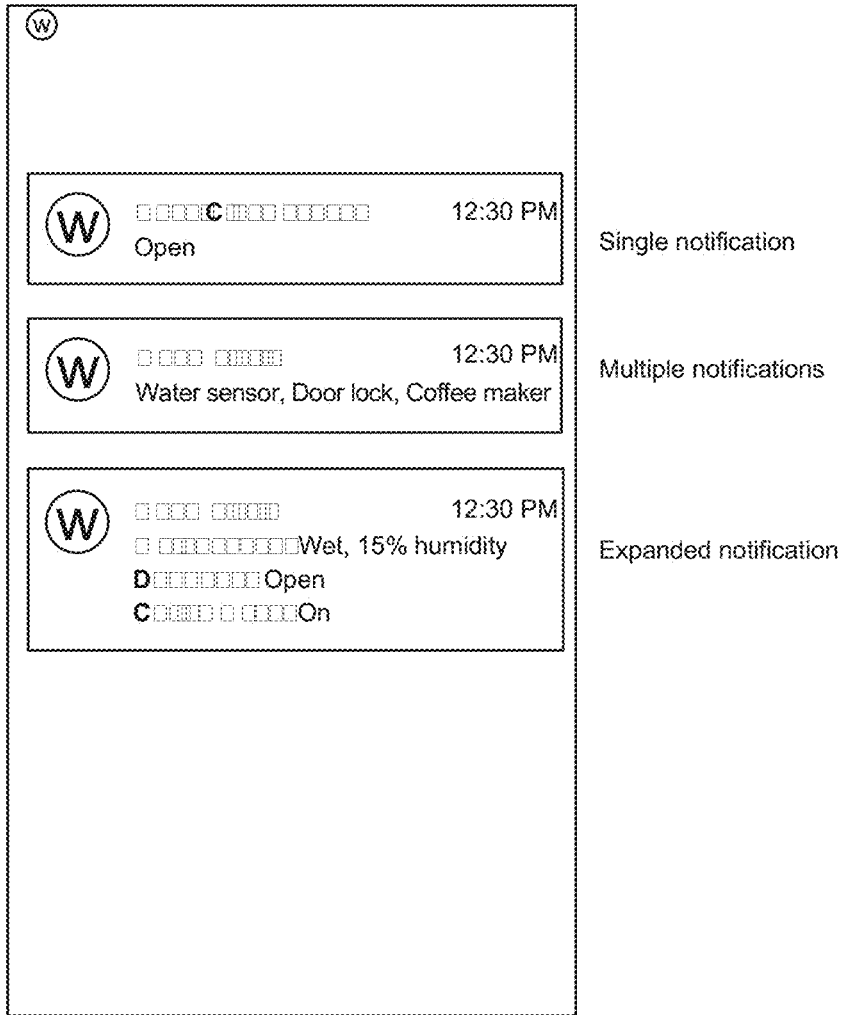 W
W 12:30 PM
Open
Single notification
W 12:30 PM
Water sensor, Door lock, Coffee maker
Multiple notifications
W 12:30 PM
Wet, 15% humidity
Open
On
Expanded notification